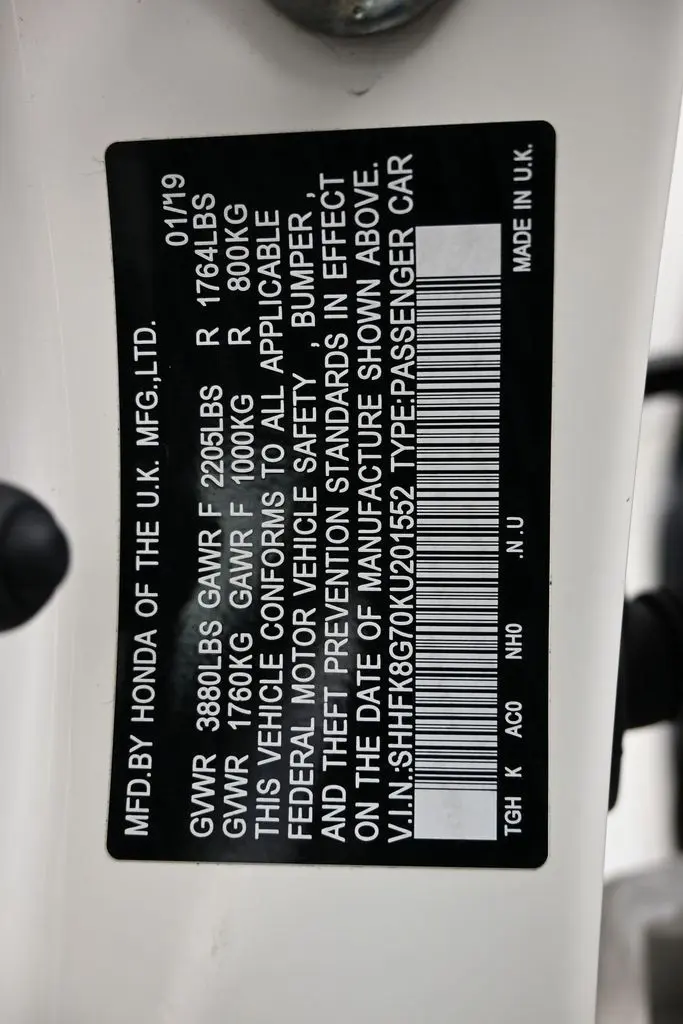 MFD.BY HONDA OF THE U.K. MFG.,LTD.
01/19
GVWR 3880LBS GAWR F 2205LBS R 1764LBS
GVWR 1760KG GAWR F 1000KG R 800KG
THIS VEHICLE CONFORMS TO ALL APPLICABLE
FEDERAL MOTOR VEHICLE SAFETY , BUMPER ,
AND THEFT PREVENTION STANDARDS IN EFFECT
ON THE DATE OF MANUFACTURE SHOWN ABOVE.
V.I.N.:SHHFK8G70KU201552 TYPE:PASSENGER CAR
TGH K AC0 NH0 .N.U MADE IN U.K.